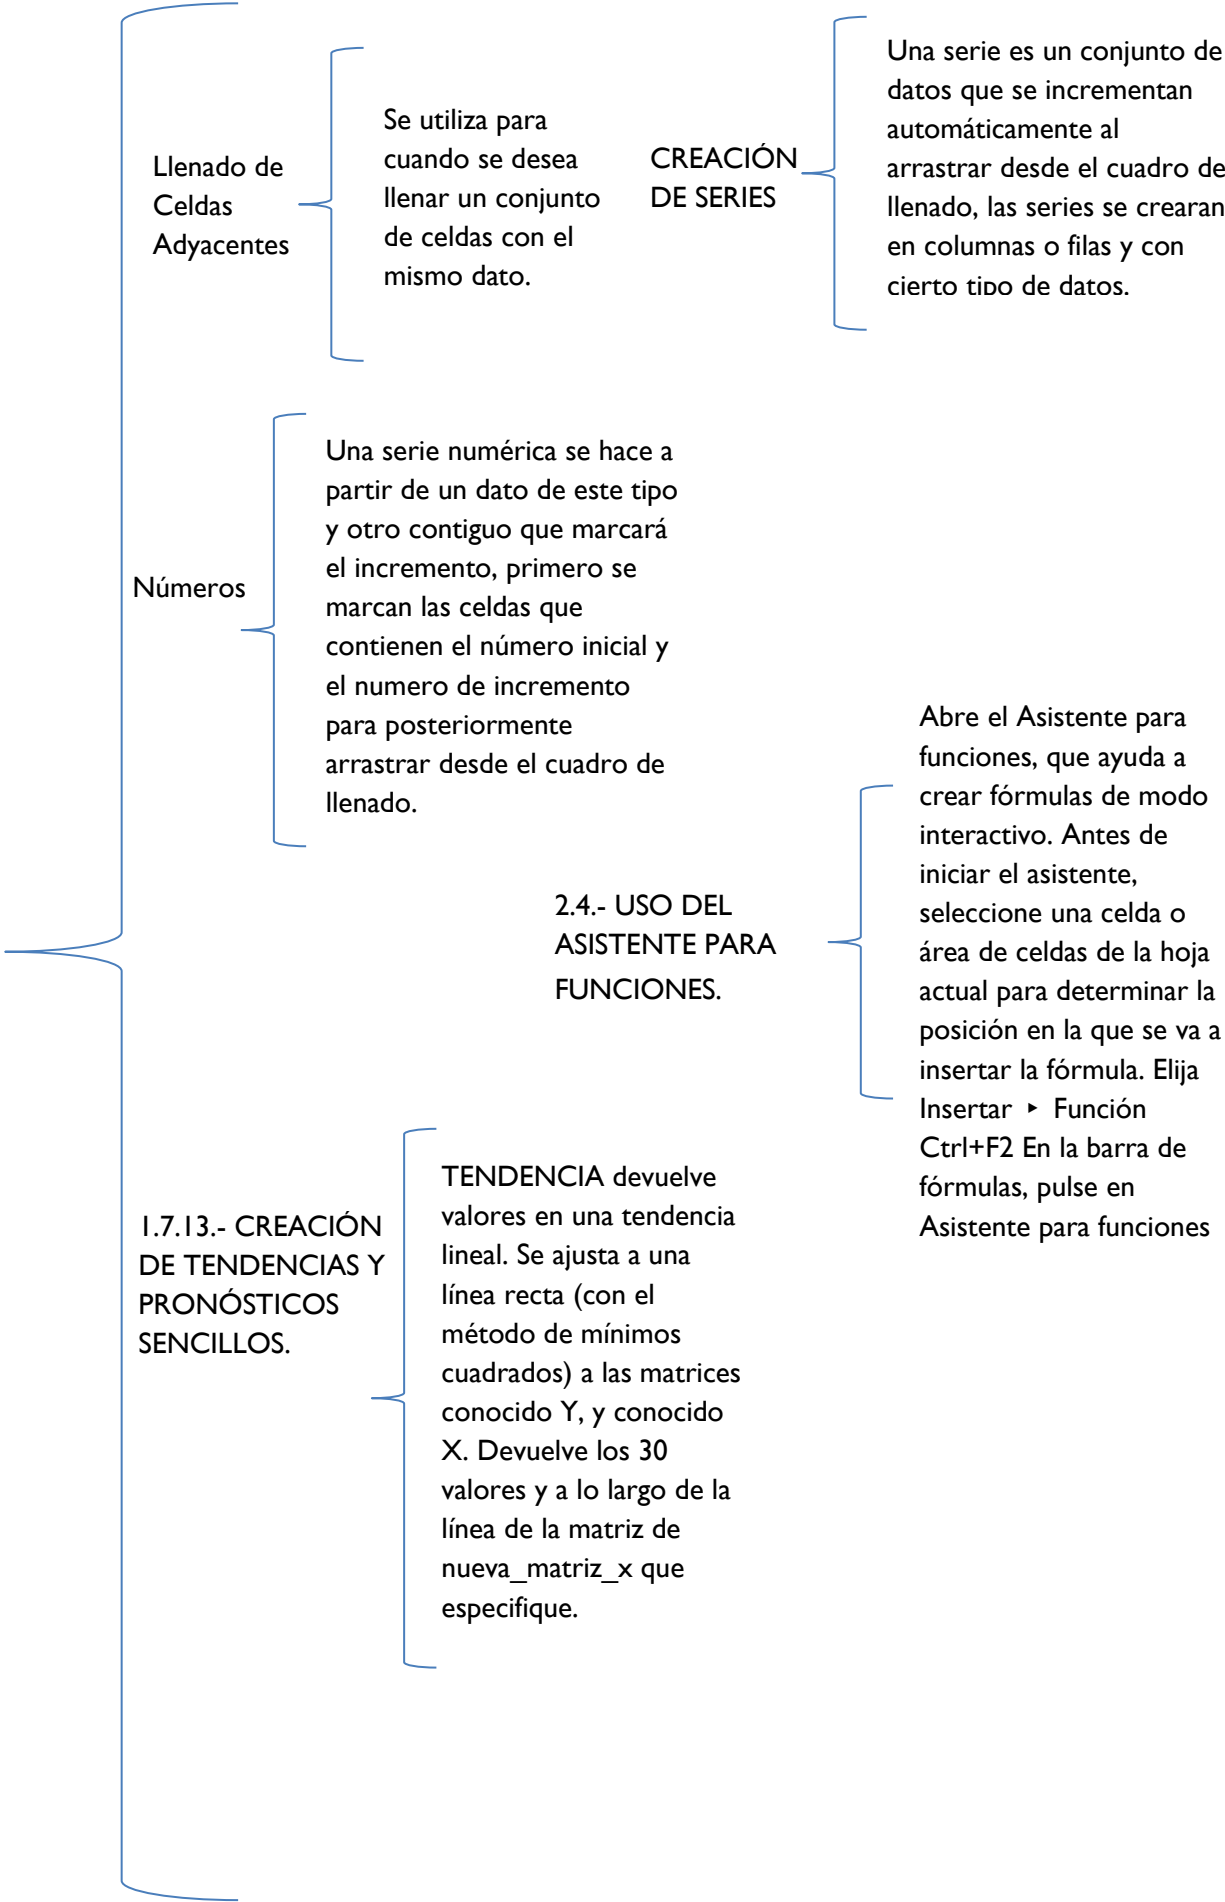 Llenado de
Celdas
Adyacentes
Se utiliza para
cuando se desea
llenar un conjunto
de celdas con el
mismo dato.
CREACIÓN
DE SERIES
Una serie es un conjunto de
datos que se incrementan
automáticamente al
arrastrar desde el cuadro de
llenado, las series se crearan
en columnas o filas y con
cierto tipo de datos.
Números
Una serie numérica se hace a
partir de un dato de este tipo
y otro contiguo que marcará
el incremento, primero se
marcan las celdas que
contienen el número inicial y
el numero de incremento
para posteriormente
arrastrar desde el cuadro de
llenado.
2.4.- USO DEL
ASISTENTE PARA
FUNCIONES.
Abre el Asistente para
funciones, que ayuda a
crear fórmulas de modo
interactivo. Antes de
iniciar el asistente,
seleccione una celda o
área de celdas de la hoja
actual para determinar la
posición en la que se va a
insertar la fórmula. Elija
Insertar ▸ Función
Ctrl+F2 En la barra de
fórmulas, pulse en
Asistente para funciones
1.7.13.- CREACIÓN
DE TENDENCIAS Y
PRONÓSTICOS
SENCILLOS.
TENDENCIA devuelve
valores en una tendencia
lineal. Se ajusta a una
línea recta (con el
método de mínimos
cuadrados) a las matrices
conocido Y, y conocido
X. Devuelve los 30
valores y a lo largo de la
línea de la matriz de
nueva_matriz_x que
especifique.